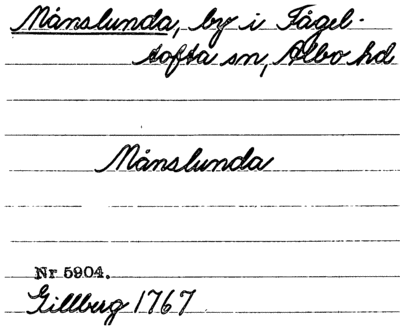 Månslunda, by i Fågel-
tofta sn, Albo hd
Månslunda
Nr 5904.
Gillberg 1767